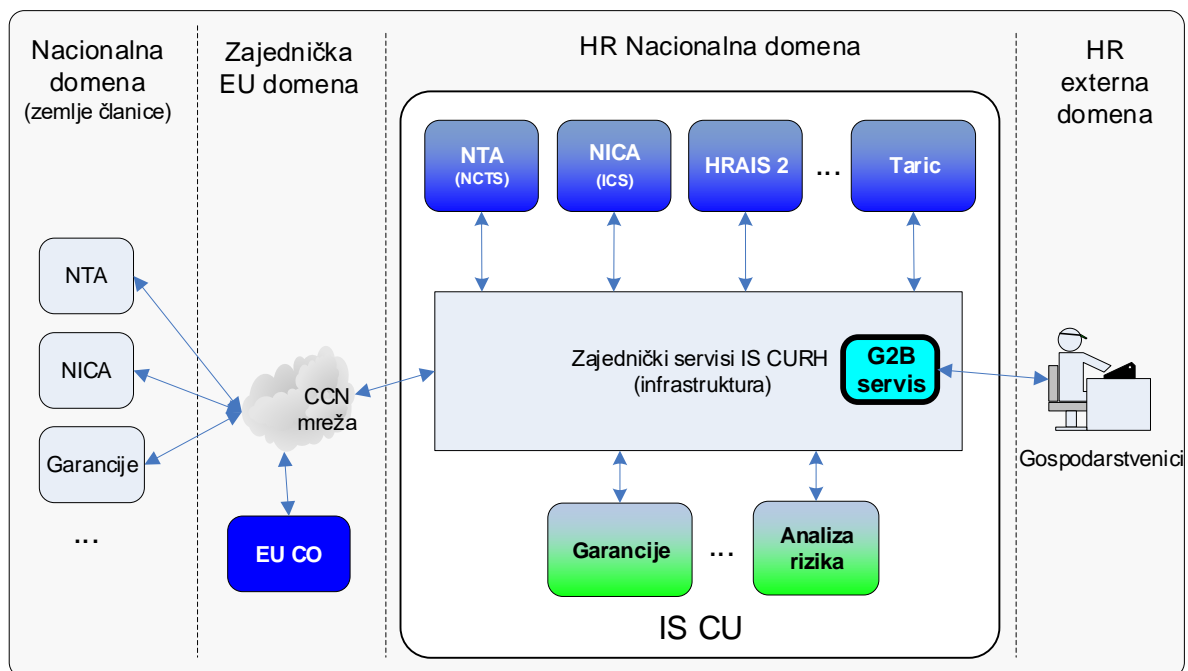 Nacionalna
domena
(zemlje članice)
Zajednička
EU domena
HR Nacionalna domena
HR
externa
domena
NTA
(NCTS)
NICA
(ICS)
HRAIS 2
...
Taric
NTA
NICA
Garancije
...
CCN
mreža
EU CO
Zajednički servisi IS CURH
(infrastruktura)
G2B
servis
Gospodarstvenici
Garancije
...
Analiza
rizika
IS CU